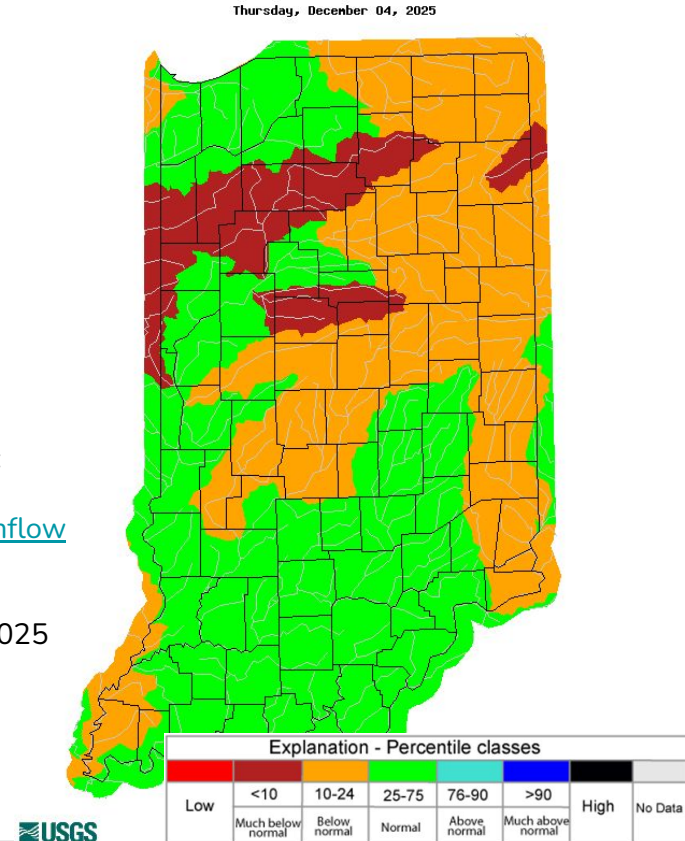 Thursday, December 04, 2025
nflow
025
Explanation - Percentile classes
Low
<10
10-24
25-75
76-90
>90
High
No Data
Much below
normal
Below
normal
Normal
Above
normal
Much above
normal
USGS